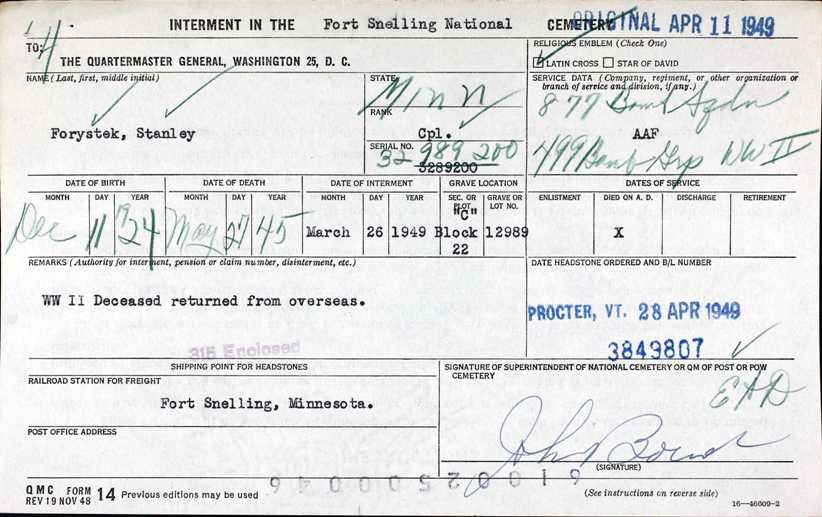 INTERMENT IN THE Fort Snelling National CEMETERY
ORIGINAL APR 11 1949
TO:
THE QUARTERMASTER GENERAL, WASHINGTON 25, D. C.
RELIGIOUS EMBLEM (Check One)
LATIN CROSS STAR OF DAVID
NAME (Last, first, middle initial)
Forystek, Stanley
STATE
Minn
RANK
Cpl.
SERIAL NO.
32 989 200
3289200
SERVICE DATA (Company, regiment, or other organization or branch of service and division, if any.)
877 Bomb Sqdn
AAF
499 Bomb Grp WW II
DATE OF BIRTH DATE OF DEATH DATE OF INTERMENT GRAVE LOCATION DATES OF SERVICE
MONTH DAY YEAR MONTH DAY YEAR MONTH DAY YEAR SEC. OR PLOT GRAVE OR LOT NO. ENLISTMENT DIED ON A. D. DISCHARGE RETIREMENT
Dec 11 24 May 27 45 March 26 1949 "C" Block 22 12989 X
REMARKS (Authority for interment, pension or claim number, disinterment, etc.)
WW II Deceased returned from overseas.
315 Enclosed
DATE HEADSTONE ORDERED AND B/L NUMBER
PROCTER, VT. 28 APR 1949
3849807
SHIPPING POINT FOR HEADSTONES
RAILROAD STATION FOR FREIGHT
Fort Snelling, Minnesota.
POST OFFICE ADDRESS
SIGNATURE OF SUPERINTENDENT OF NATIONAL CEMETERY OR QM OF POST OR POW CEMETERY
(SIGNATURE)
QMC FORM 14 Previous editions may be used
REV 19 NOV 48
(See instructions on reverse side)
16—46609-2